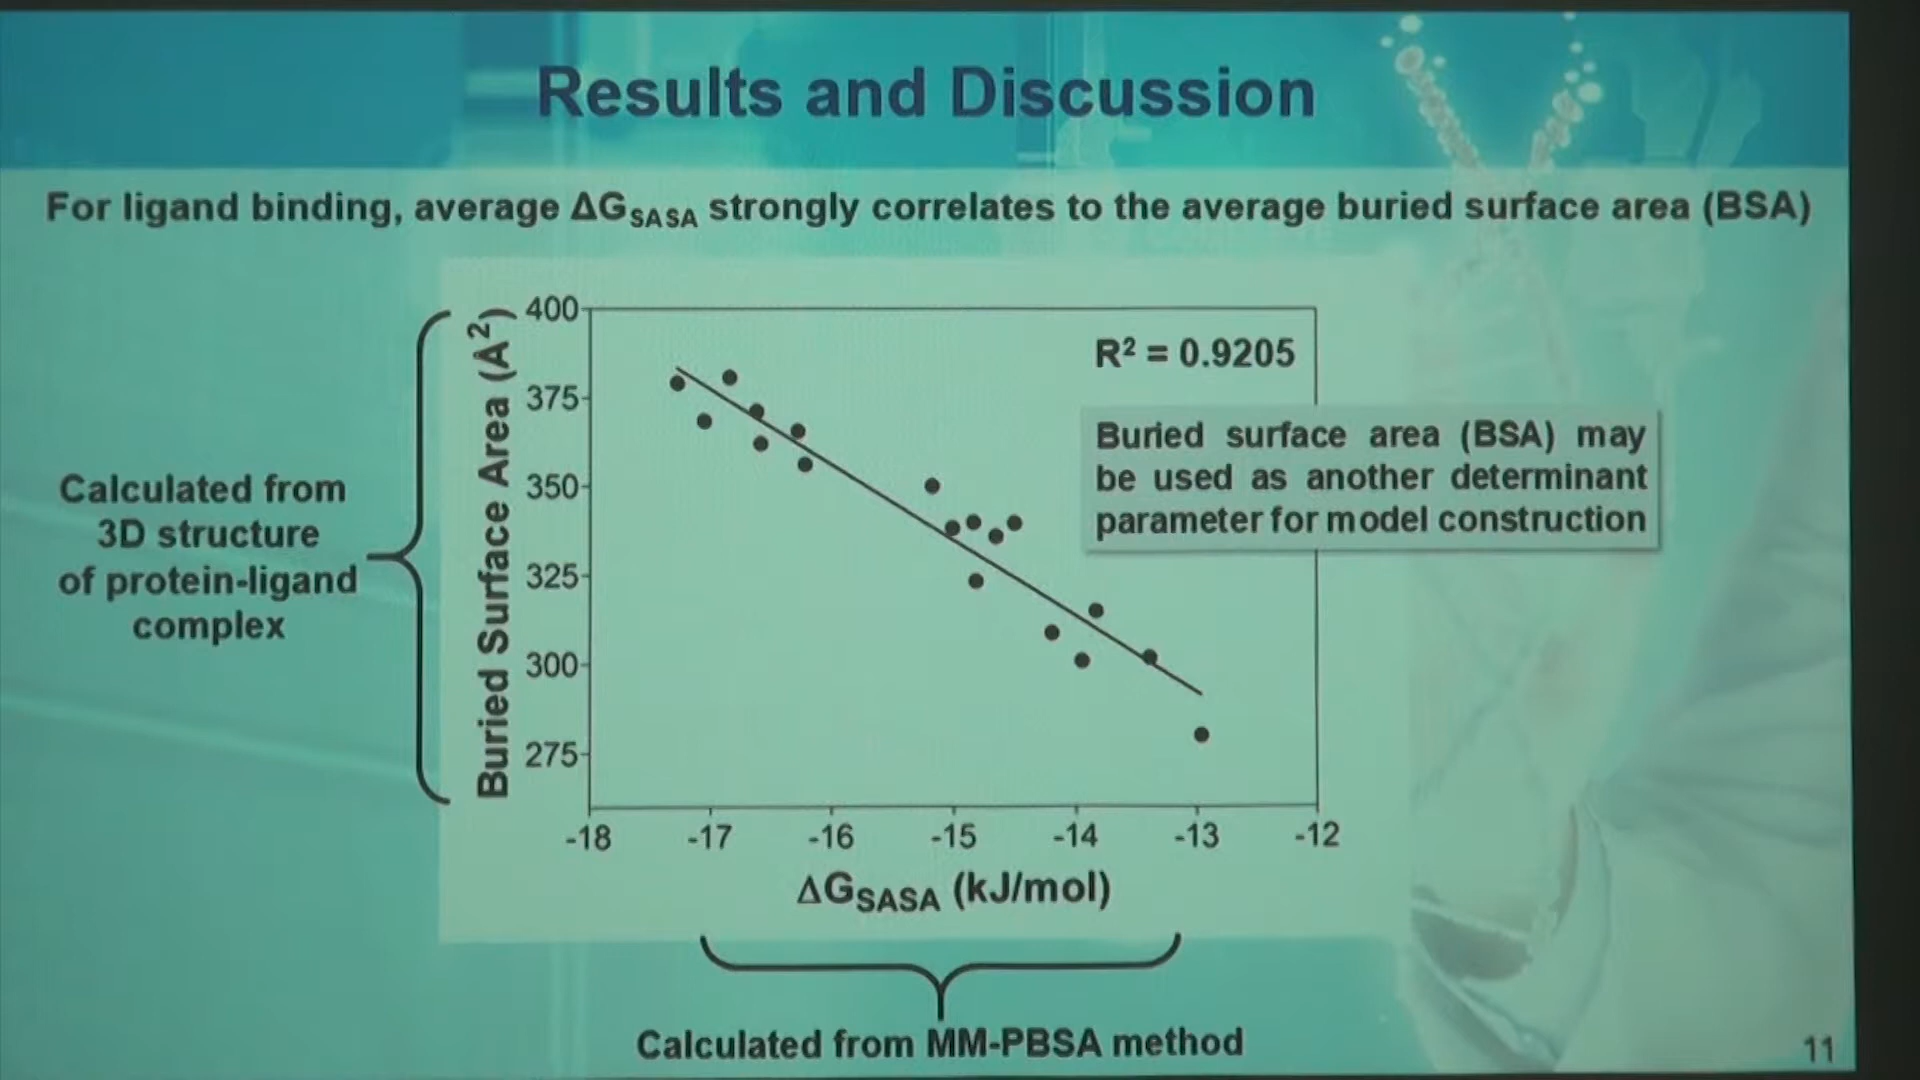 Results and Discussion
For ligand binding, average ΔGSASA strongly correlates to the average buried surface area (BSA)
Calculated from
3D structure
of protein-ligand
complex
Buried Surface Area (Å2)
400
375
350
325
300
275
R² = 0.9205
Buried surface area (BSA) may
be used as another determinant
parameter for model construction
-18 -17 -16 -15 -14 -13 -12
ΔGSASA (kJ/mol)
Calculated from MM-PBSA method
11